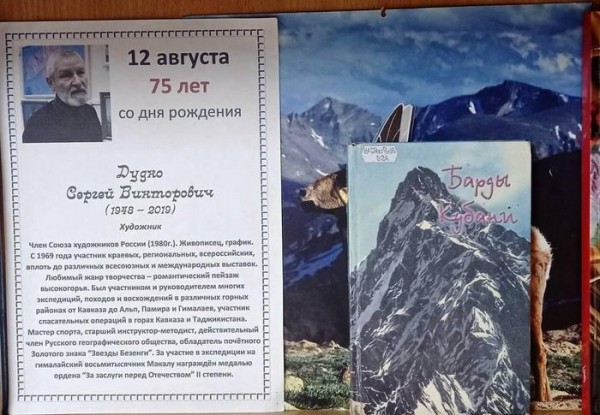 12 августа
75 лет
со дня рождения
Дудко
Сергей Викторович
(1948 – 2019)
Художник
Член Союза художников России (1980г.). Живописец, график.
С 1969 года участник краевых, региональных, всероссийских,
вплоть до различных всесоюзных и международных выставок.
Любимый жанр творчества – романтический пейзаж
высокогорья. Был участником и руководителем многих
экспедиций, походов и восхождений в различных горных
районах от Кавказа до Альп, Памира и Гималаев, участник
спасательных операций в горах Кавказа и Таджикистана.
Мастер спорта, старший инструктор-методист, действительный
член Русского географического общества, обладатель почётного
Золотого знака "Звезды Безенги". За участие в экспедиции на
гималайский восьмитысячник Макалу награждён медалью
ордена "За заслуги перед Отечеством" II степени.
Барды
Кубани